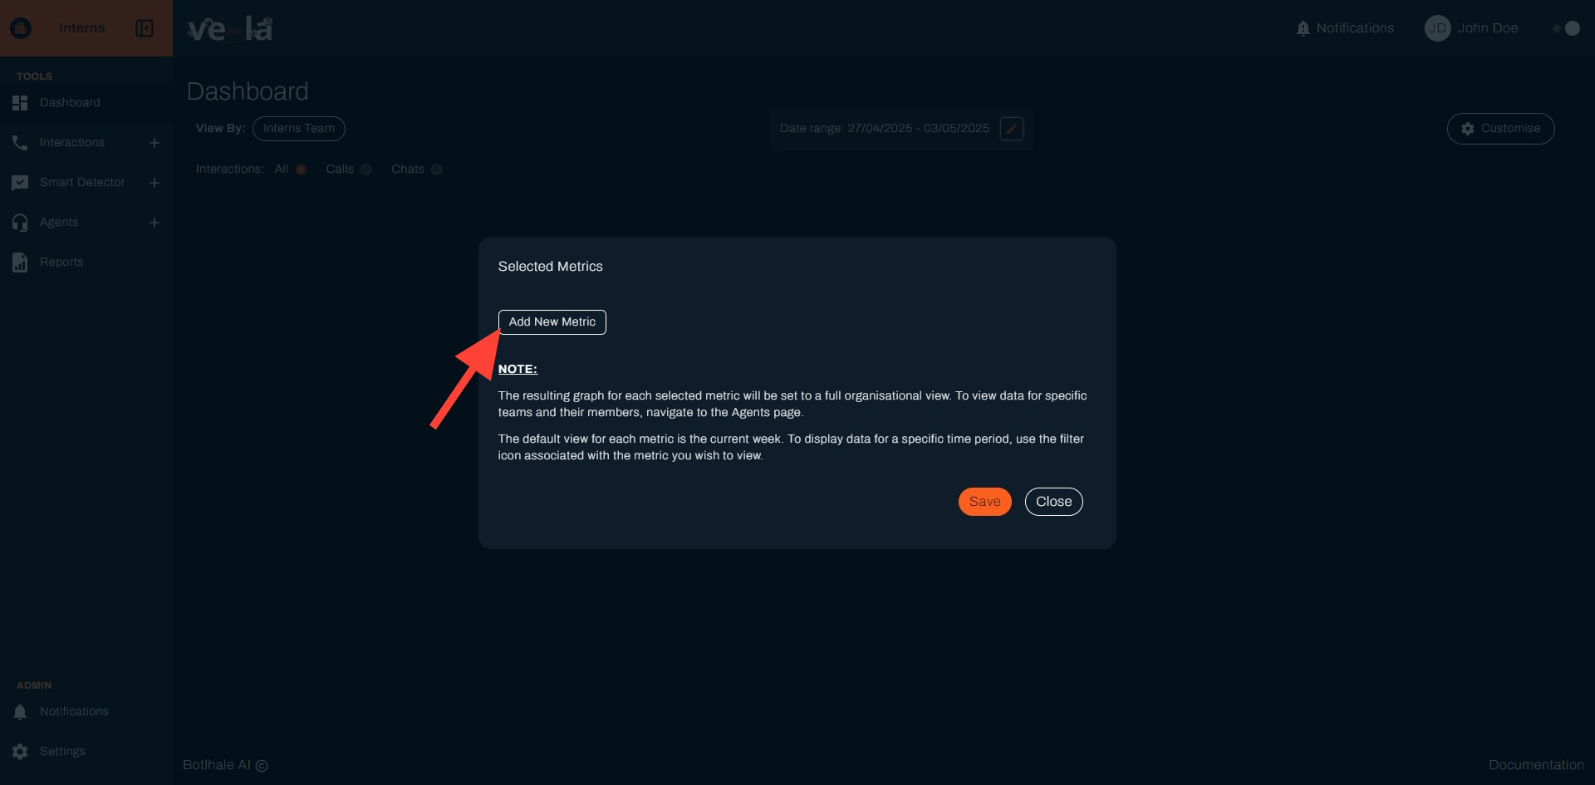 Interns
vela
Notifications
JD
John Doe
TOOLS
Dashboard
Interactions
Smart Detector
Agents
Reports
Dashboard
View By:
Interns Team
Date range: 27/04/2025 - 03/05/2025
Customise
Interactions: All Calls Chats
Selected Metrics
Add New Metric
NOTE:
The resulting graph for each selected metric will be set to a full organisational view. To view data for specific
teams and their members, navigate to the Agents page.
The default view for each metric is the current week. To display data for a specific time period, use the filter
icon associated with the metric you wish to view.
Save
Close
ADMIN
Notifications
Settings
Botlhale AI ©
Documentation